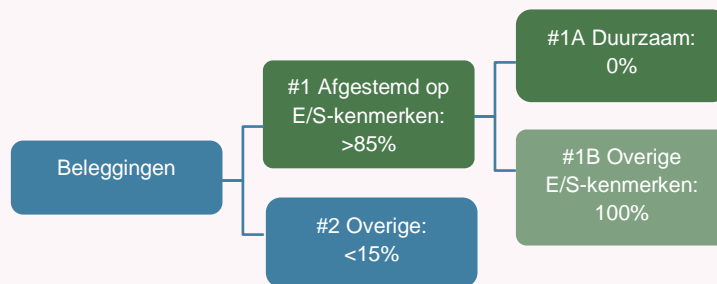 Beleggingen
#1 Afgestemd op
E/S-kenmerken:
>85%
#2 Overige:
<15%
#1A Duurzaam:
0%
#1B Overige
E/S-kenmerken:
100%